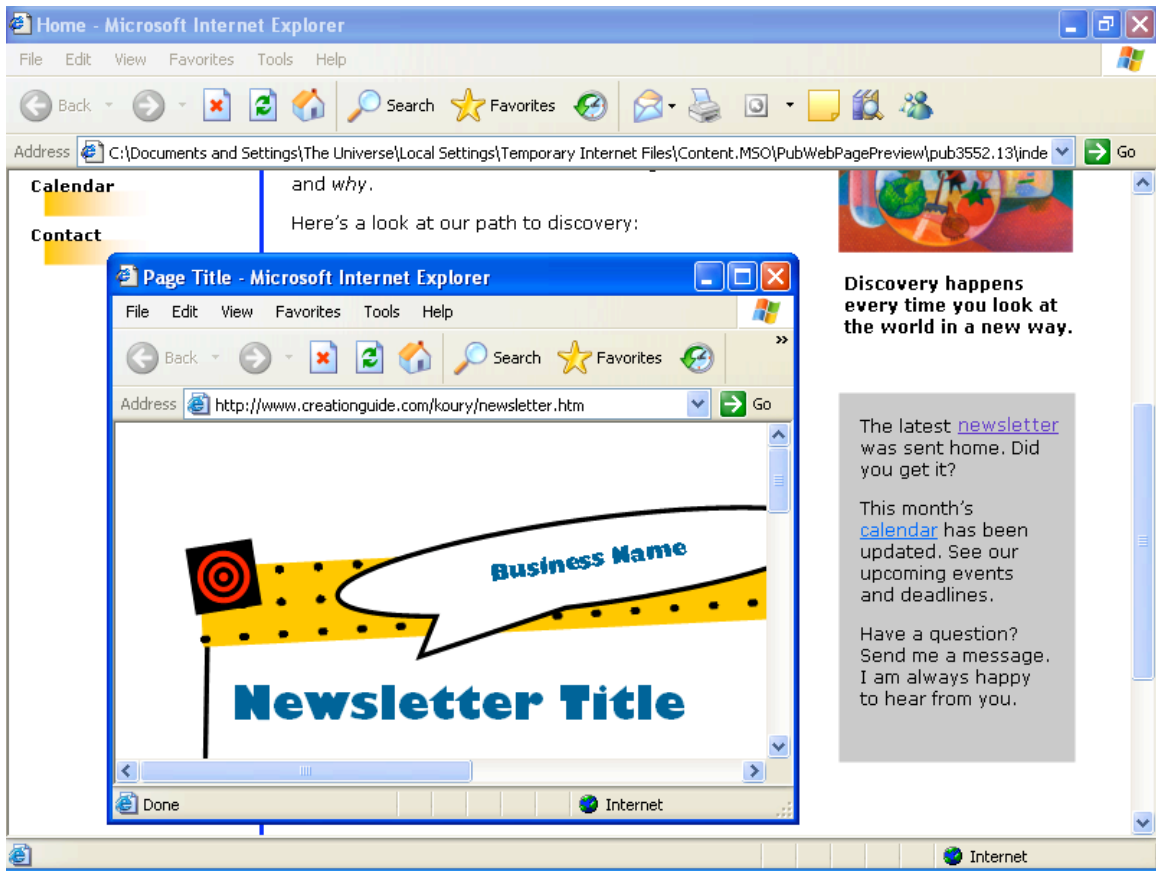 Home - Microsoft Internet Explorer
File Edit View Favorites Tools Help
Back Search Favorites
Address C:\Documents and Settings\The Universe\Local Settings\Temporary Internet Files\Content.MSO\PubWebPagePreview\pub3552.13\inde Go
Calendar
Contact
and why.
Here's a look at our path to discovery:
Page Title - Microsoft Internet Explorer
File Edit View Favorites Tools Help
Back Search Favorites »
Address http://www.creationguide.com/koury/newsletter.htm Go
Business Name
Newsletter Title
Done Internet
Discovery happens
every time you look at
the world in a new way.
The latest newsletter
was sent home. Did
you get it?
This month's
calendar has been
updated. See our
upcoming events
and deadlines.
Have a question?
Send me a message.
I am always happy
to hear from you.
Internet